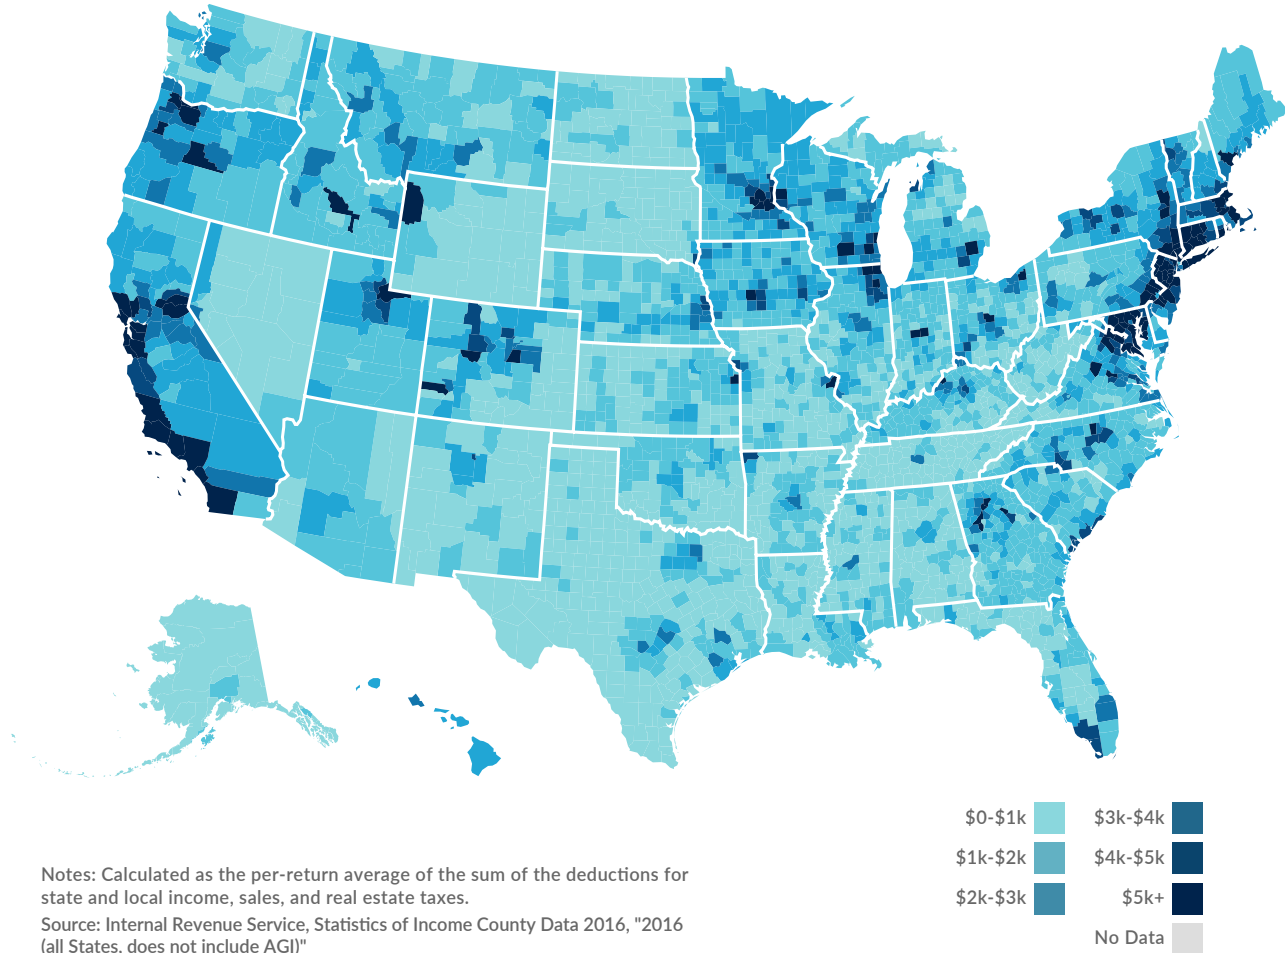 $0-$1k
$3k-$4k
$1k-$2k
$4k-$5k
$2k-$3k
$5k+
No Data
Notes: Calculated as the per-return average of the sum of the deductions for
state and local income, sales, and real estate taxes.
Source: Internal Revenue Service, Statistics of Income County Data 2016, "2016
(all States, does not include AGI)"